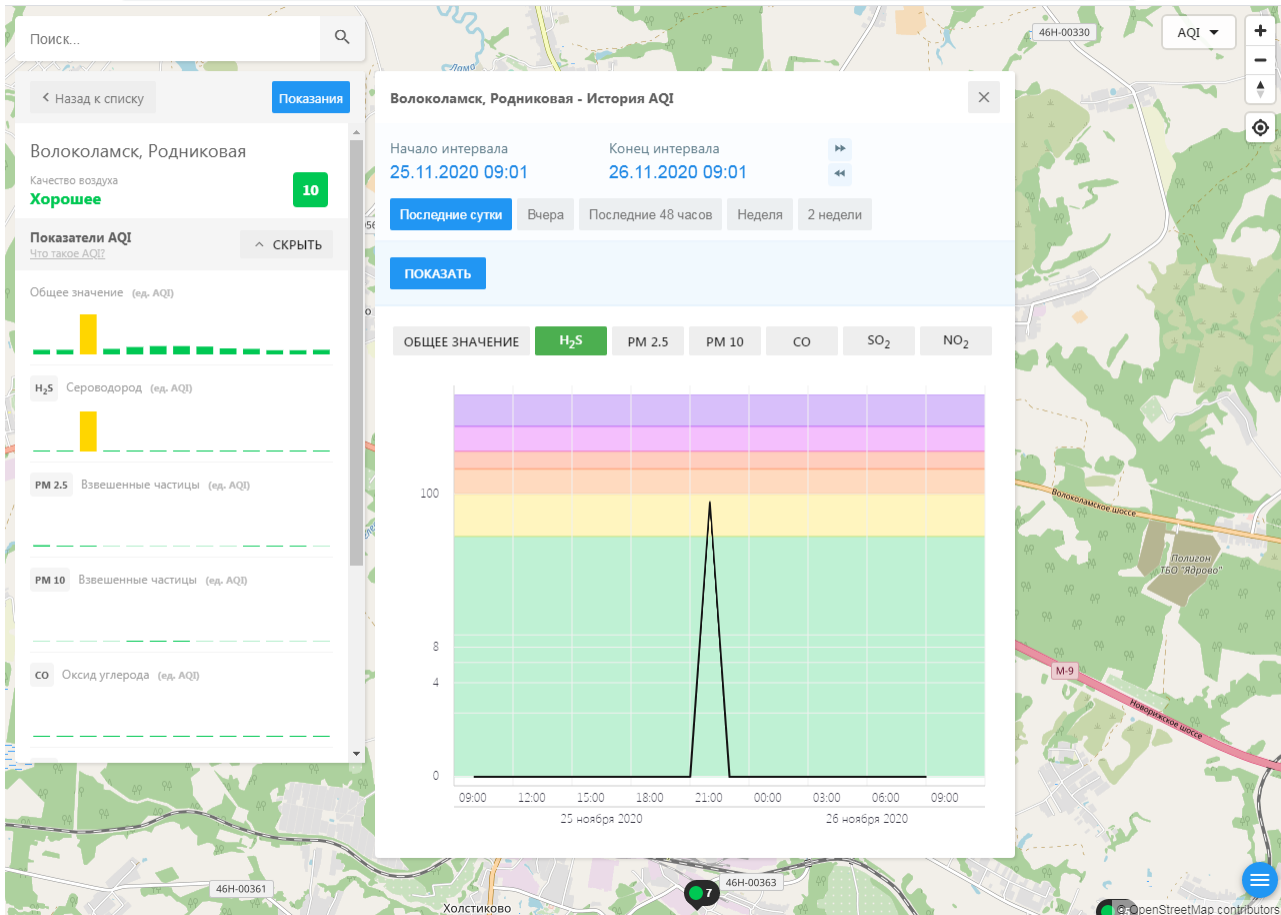 Поиск...
46Н-00330
AQI
Назад к списку
Показания
Волоколамск, Родниковая
Качество воздуха
Хорошее
10
Показатели AQI
Что такое AQI?
СКРЫТЬ
Общее значение (ед. AQI)
H2S Сероводород (ед. AQI)
PM 2.5 Взвешенные частицы (ед. AQI)
PM 10 Взвешенные частицы (ед. AQI)
CO Оксид углерода (ед. AQI)
Волоколамск, Родниковая - История AQI
Начало интервала
Конец интервала
25.11.2020 09:01
26.11.2020 09:01
Последние сутки
Вчера
Последние 48 часов
Неделя
2 недели
ПОКАЗАТЬ
ОБЩЕЕ ЗНАЧЕНИЕ
H2S
PM 2.5
PM 10
CO
SO2
NO2
100
8
4
0
09:00 12:00 15:00 18:00 21:00 00:00 03:00 06:00 09:00
25 ноября 2020
26 ноября 2020
Лама
Волоколамское шоссе
Полигон
ТБО "Ядрово"
М-9
Новорижское шоссе
46Н-00361
46Н-00363
7
Холстиково
© OpenStreetMap contributors